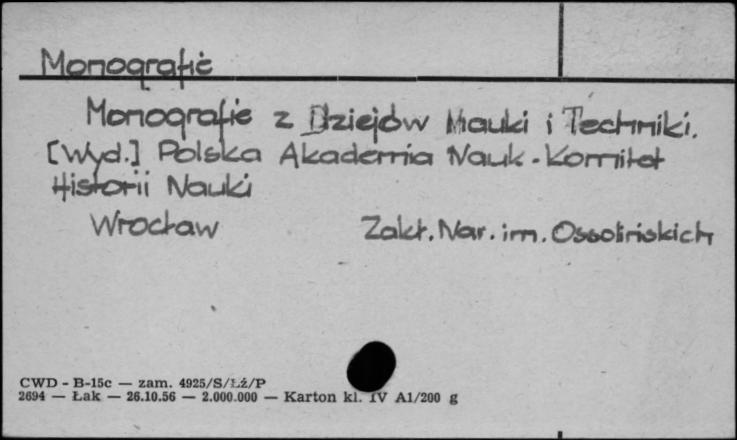 Monografie
Monografie z Dziejów Nauki i Techniki.
[Wyd.] Polska Akademia Nauk - Komitet
Historii Nauki
Wrocław Zakł. Nar. im. Ossolińskich
CWD - B-15c — zam. 4925/S/Łż/P
2694 — Łak — 26.10.56 — 2.000.000 — Karton kl. IV A1/200 g